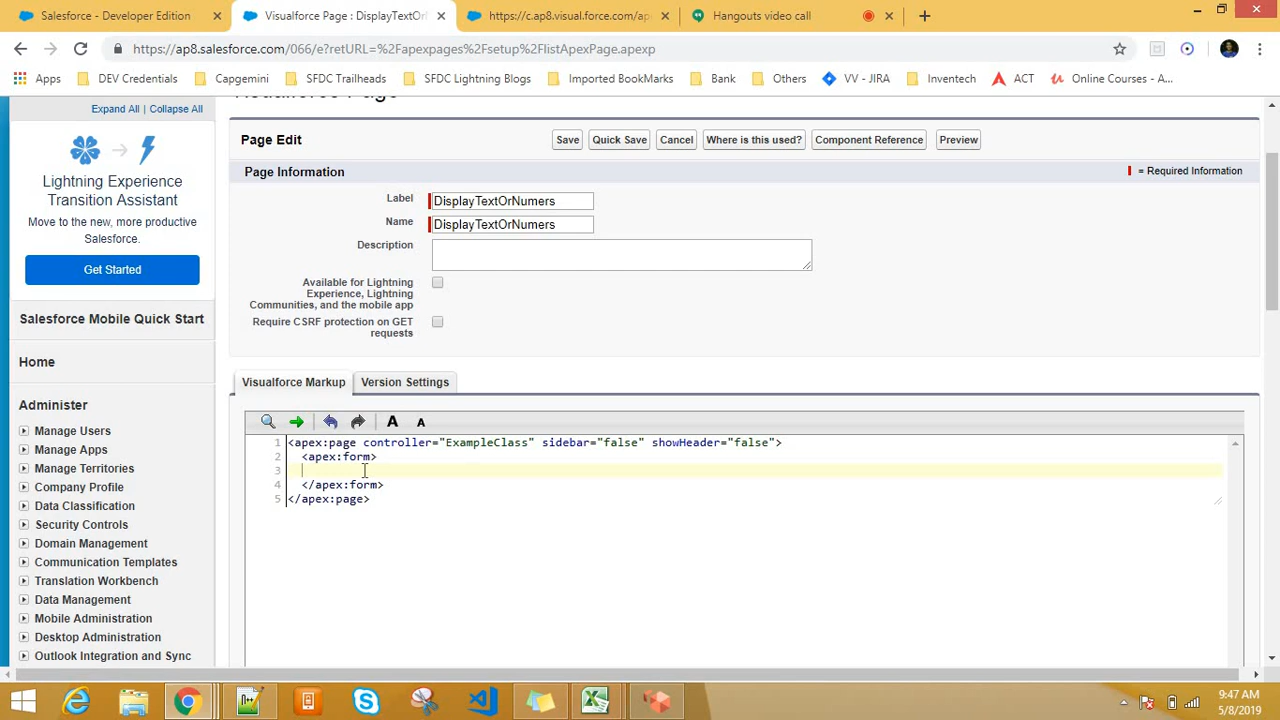 Salesforce - Developer Edition
Visualforce Page : DisplayTextOr
https://c.ap8.visual.force.com/ap
Hangouts video call
https://ap8.salesforce.com/066/e?retURL=%2Fapexpages%2Fsetup%2FlistApexPage.apexp
Apps
DEV Credentials
Capgemini
SFDC Trailheads
SFDC Lightning Blogs
Imported BookMarks
Bank
Others
VV - JIRA
Inventech
ACT
Online Courses - A...
Expand All | Collapse All
Lightning Experience
Transition Assistant
Move to the new, more productive
Salesforce.
Get Started
Salesforce Mobile Quick Start
Home
Administer
Manage Users
Manage Apps
Manage Territories
Company Profile
Data Classification
Security Controls
Domain Management
Communication Templates
Translation Workbench
Data Management
Mobile Administration
Desktop Administration
Outlook Integration and Sync
Visualforce Page
Page Edit
Save
Quick Save
Cancel
Where is this used?
Component Reference
Preview
Page Information
= Required Information
Label DisplayTextOrNumers
Name DisplayTextOrNumers
Description
Available for Lightning
Experience, Lightning
Communities, and the mobile app
Require CSRF protection on GET
requests
Visualforce Markup
Version Settings
A A
1 <apex:page controller="ExampleClass" sidebar="false" showHeader="false">
2 <apex:form>
3
4 </apex:form>
5 </apex:page>
9:47 AM
5/8/2019